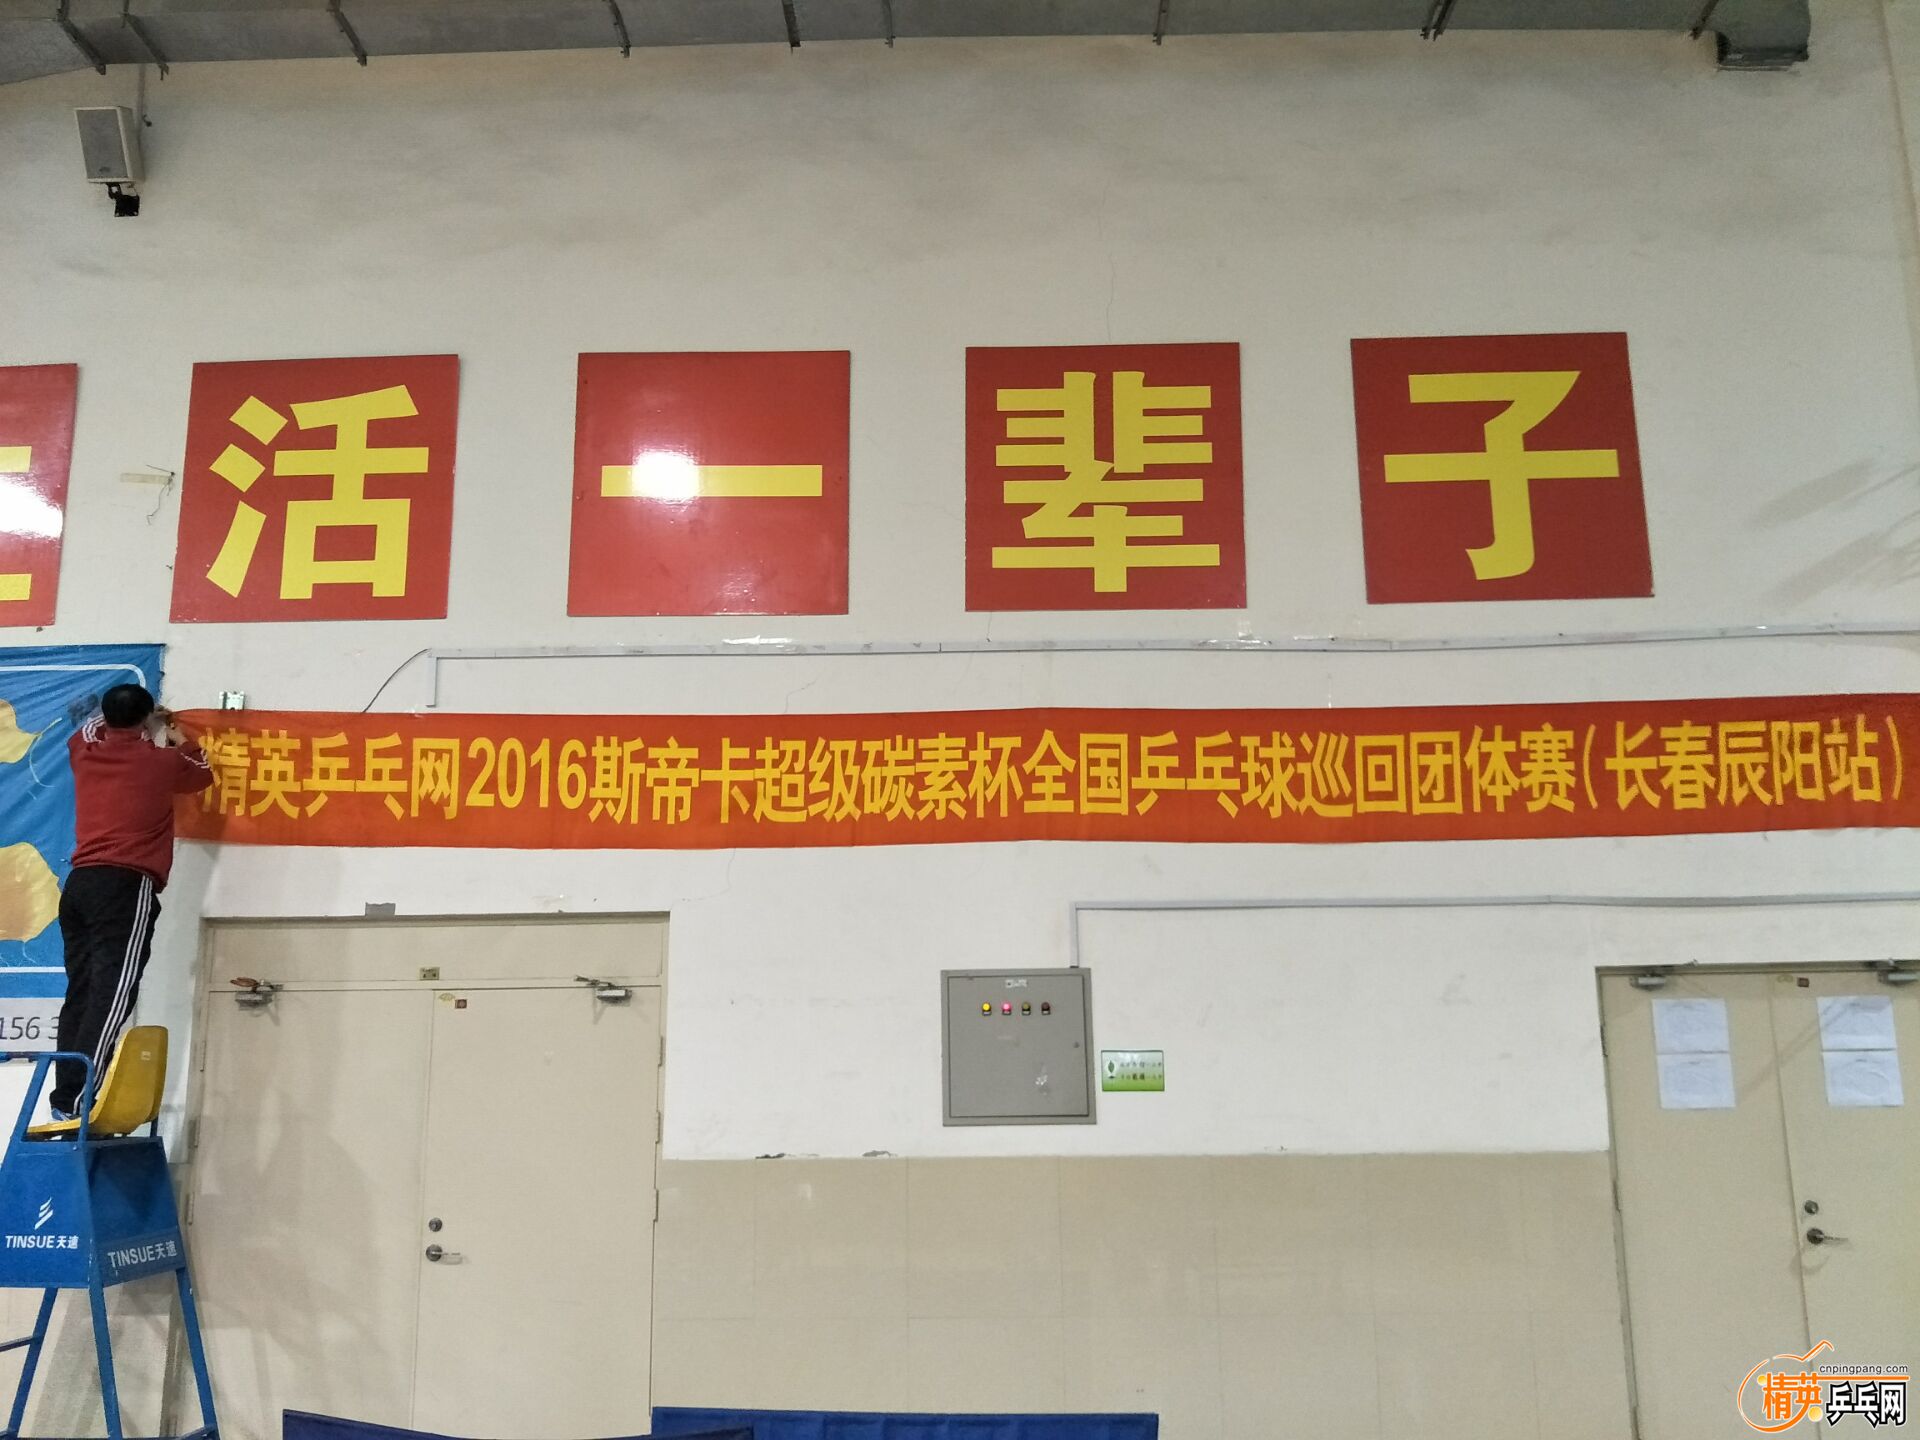 活一辈子
精英乒乓网2016斯帝卡超级碳素杯全国乒乓球巡回团体赛(长春辰阳站)
156 3
TINSUE天速
TINSUE天速
cnpingpang.com
精英乒乓网